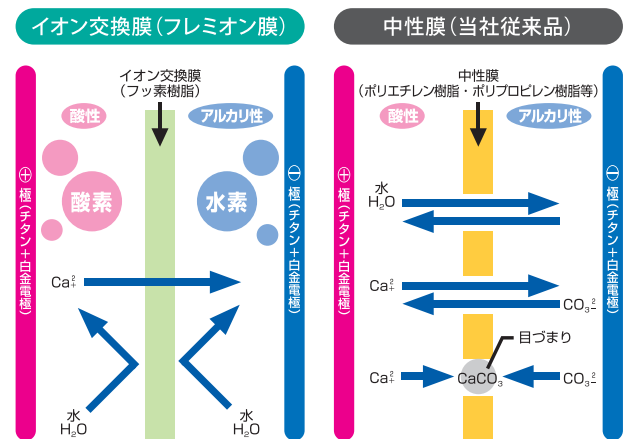 イオン交換膜(フレミオン膜)
イオン交換膜
(フッ素樹脂)
酸性
アルカリ性
酸素
水素
⊕極(チタン+白金電極)
⊖極(チタン+白金電極)
Ca²⁺
水
H₂O
水
H₂O
中性膜(当社従来品)
中性膜
(ポリエチレン樹脂・ポリプロピレン樹脂等)
酸性
アルカリ性
⊕極(チタン+白金電極)
⊖極(チタン+白金電極)
水
H₂O
Ca²⁺
CO₃²⁻
目づまり
Ca²⁺
CaCO₃
CO₃²⁻